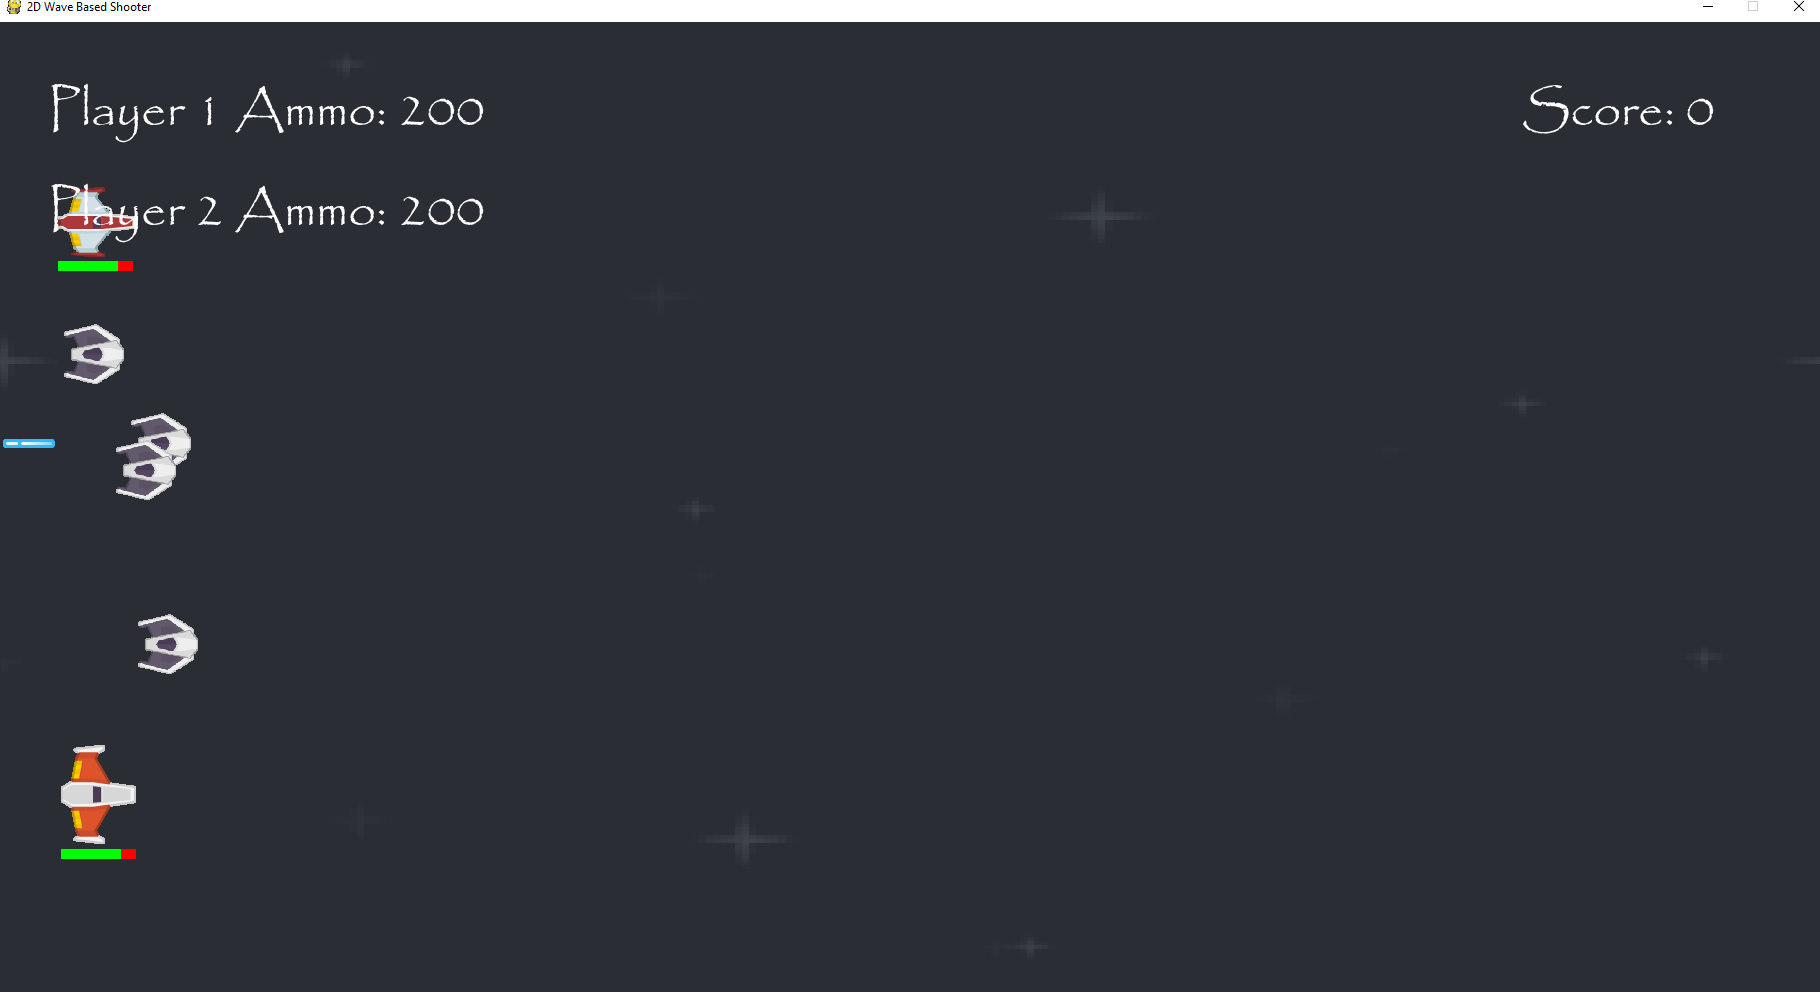 2D Wave Based Shooter
Player 1 Ammo: 200
Score: 0
Player 2 Ammo: 200